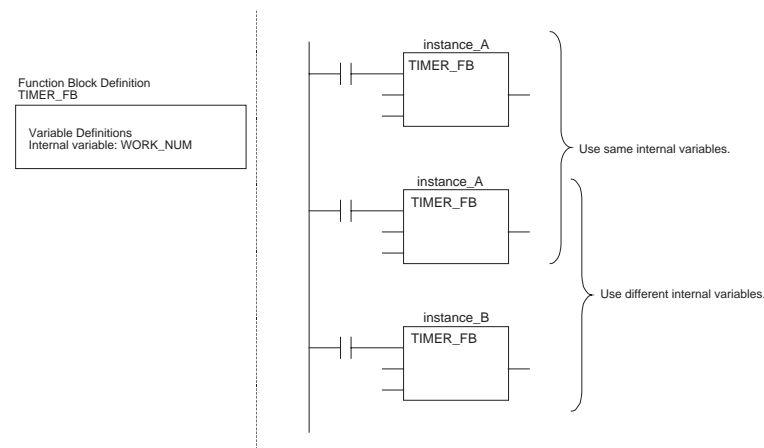 Function Block Definition
TIMER_FB
Variable Definitions
Internal variable: WORK_NUM
instance_A
TIMER_FB
Use same internal variables.
instance_A
TIMER_FB
Use different internal variables.
instance_B
TIMER_FB